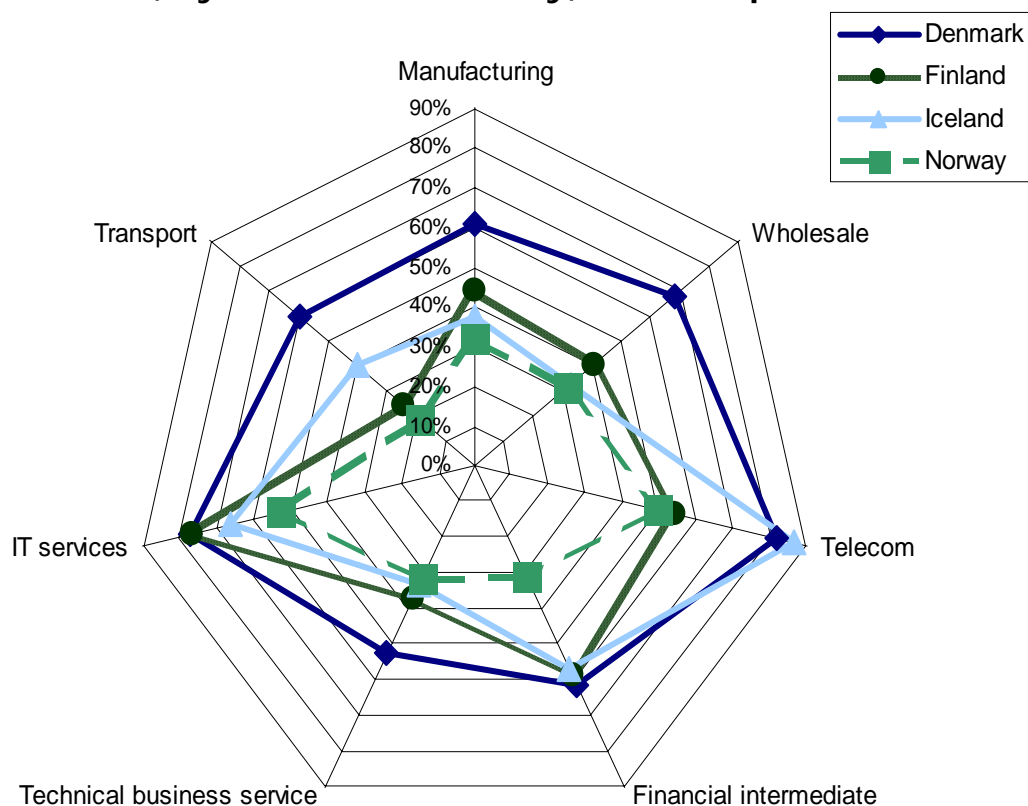 Denmark
Finland
Iceland
Norway
Manufacturing
90%
80%
70%
60%
50%
40%
30%
20%
10%
0%
Transport
Wholesale
IT services
Telecom
Technical business service
Financial intermediate